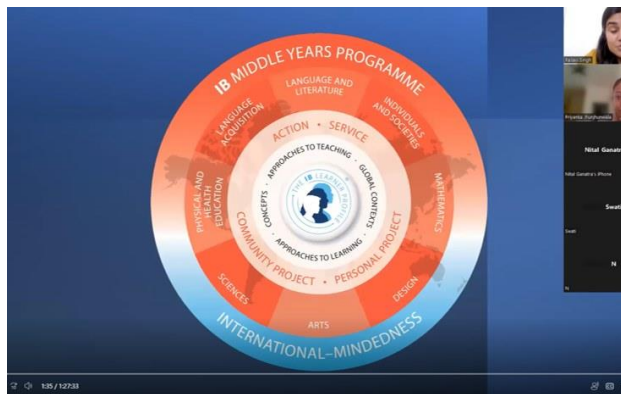 IB MIDDLE YEARS PROGRAMME
LANGUAGE AND
LITERATURE
LANGUAGE
ACQUISITION
INDIVIDUALS
AND SOCIETIES
PHYSICAL AND
HEALTH
EDUCATION
MATHEMATICS
SCIENCES
DESIGN
ARTS
ACTION • SERVICE
COMMUNITY PROJECT • PERSONAL PROJECT
APPROACHES TO TEACHING ·
GLOBAL CONTEXTS ·
APPROACHES TO LEARNING ·
CONCEPTS ·
THE IB LEARNER PROFILE
INTERNATIONAL–MINDEDNESS
Nital Ganatr
Nital Ganatra's iPhone
Swati
Swati
N
N
1:35 / 1:27:33